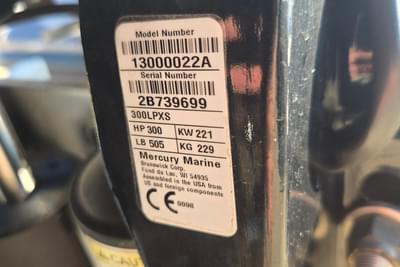 Model Number
13000022A
Serial Number
2B739699
300LPXS
HP 300 KW 221
LB 505 KG 229
Mercury Marine
Brunswick Corp.
Fond du Lac, WI 54935
Assembled in the USA from
US and foreign components
CE 0098
CAUT